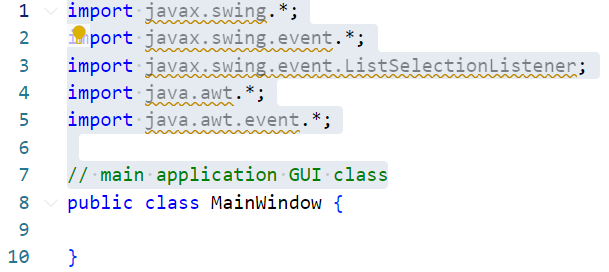 1 import javax.swing.*;
2 import javax.swing.event.*;
3 import javax.swing.event.ListSelectionListener;
4 import java.awt.*;
5 import java.awt.event.*;
6
7 // main application GUI class
8 public class MainWindow {
9
10 }